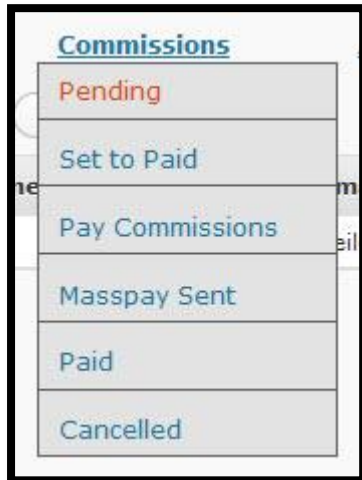 Commissions
Pending
Set to Paid
Pay Commissions
Masspay Sent
Paid
Cancelled